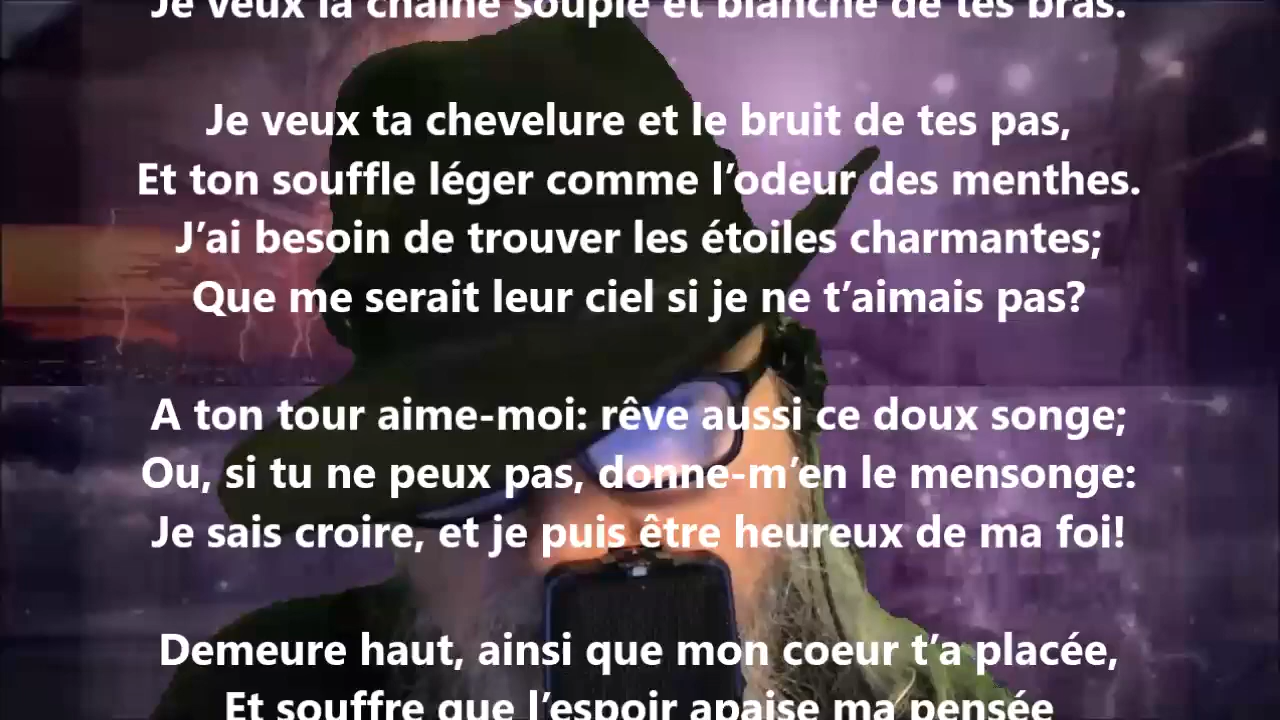 Je veux la chaîne souple et blanche de tes bras.
Je veux ta chevelure et le bruit de tes pas,
Et ton souffle léger comme l’odeur des menthes.
J’ai besoin de trouver les étoiles charmantes;
Que me serait leur ciel si je ne t’aimais pas?
A ton tour aime-moi: rêve aussi ce doux songe;
Ou, si tu ne peux pas, donne-m’en le mensonge:
Je sais croire, et je puis être heureux de ma foi!
Demeure haut, ainsi que mon coeur t’a placée,
Et souffre que l’espoir apaise ma pensée